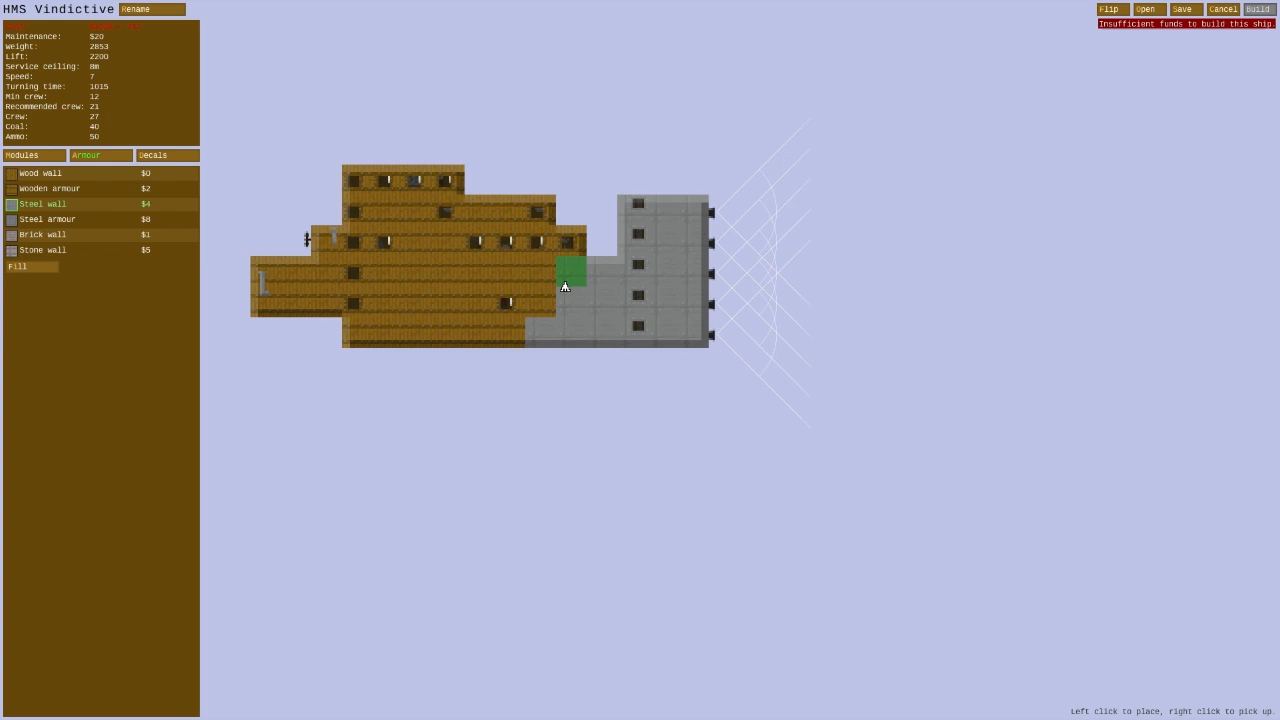 HMS Vindictive Rename
Flip Open Save Cancel Build
Insufficient funds to build this ship.
Maintenance: $20
Weight: 2853
Lift: 2200
Service ceiling: 8m
Speed: 7
Turning time: 1015
Min crew: 12
Recommended crew: 21
Crew: 27
Coal: 40
Ammo: 50
Modules Armour Decals
Wood wall $0
Wooden armour $2
Steel wall $4
Steel armour $8
Brick wall $1
Stone wall $5
Fill
Left click to place, right click to pick up.